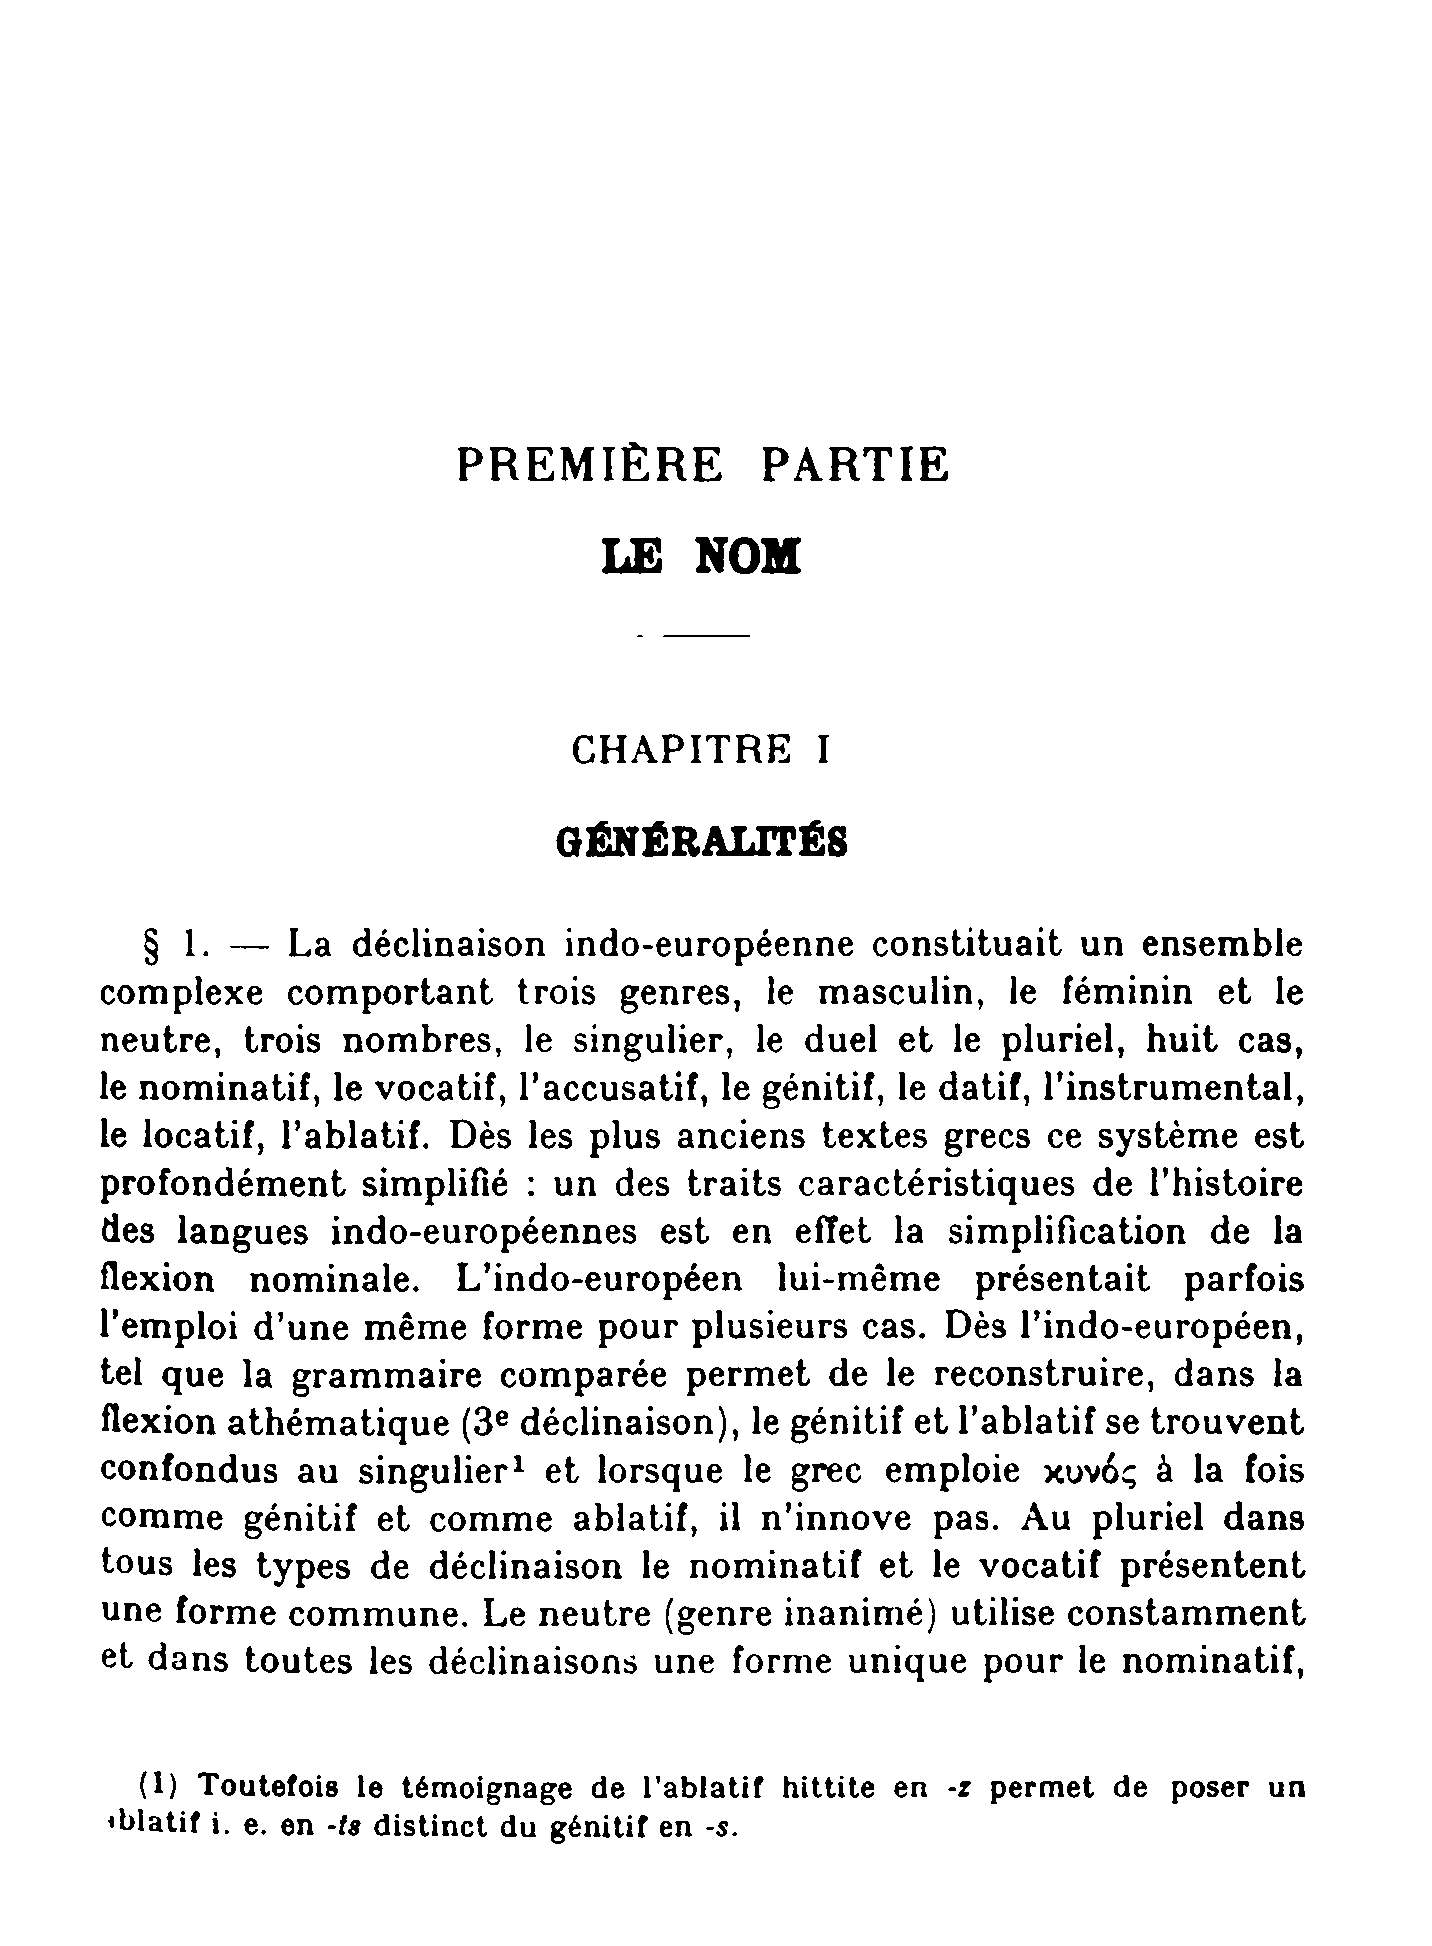 PREMIÈRE PARTIE
LE NOM
CHAPITRE I
GÉNÉRALITÉS
§ 1. — La déclinaison indo-européenne constituait un ensemble
complexe comportant trois genres, le masculin, le féminin et le
neutre, trois nombres, le singulier, le duel et le pluriel, huit cas,
le nominatif, le vocatif, l'accusatif, le génitif, le datif, l'instrumental,
le locatif, l'ablatif. Dès les plus anciens textes grecs ce système est
profondément simplifié : un des traits caractéristiques de l'histoire
des langues indo-européennes est en effet la simplification de la
flexion nominale. L'indo-européen lui-même présentait parfois
l'emploi d'une même forme pour plusieurs cas. Dès l'indo-européen,
tel que la grammaire comparée permet de le reconstruire, dans la
flexion athématique (3e déclinaison), le génitif et l'ablatif se trouvent
confondus au singulier¹ et lorsque le grec emploie κυνός à la fois
comme génitif et comme ablatif, il n'innove pas. Au pluriel dans
tous les types de déclinaison le nominatif et le vocatif présentent
une forme commune. Le neutre (genre inanimé) utilise constamment
et dans toutes les déclinaisons une forme unique pour le nominatif,
(1) Toutefois le témoignage de l'ablatif hittite en -z permet de poser un
ablatif i. e. en -ts distinct du génitif en -s.